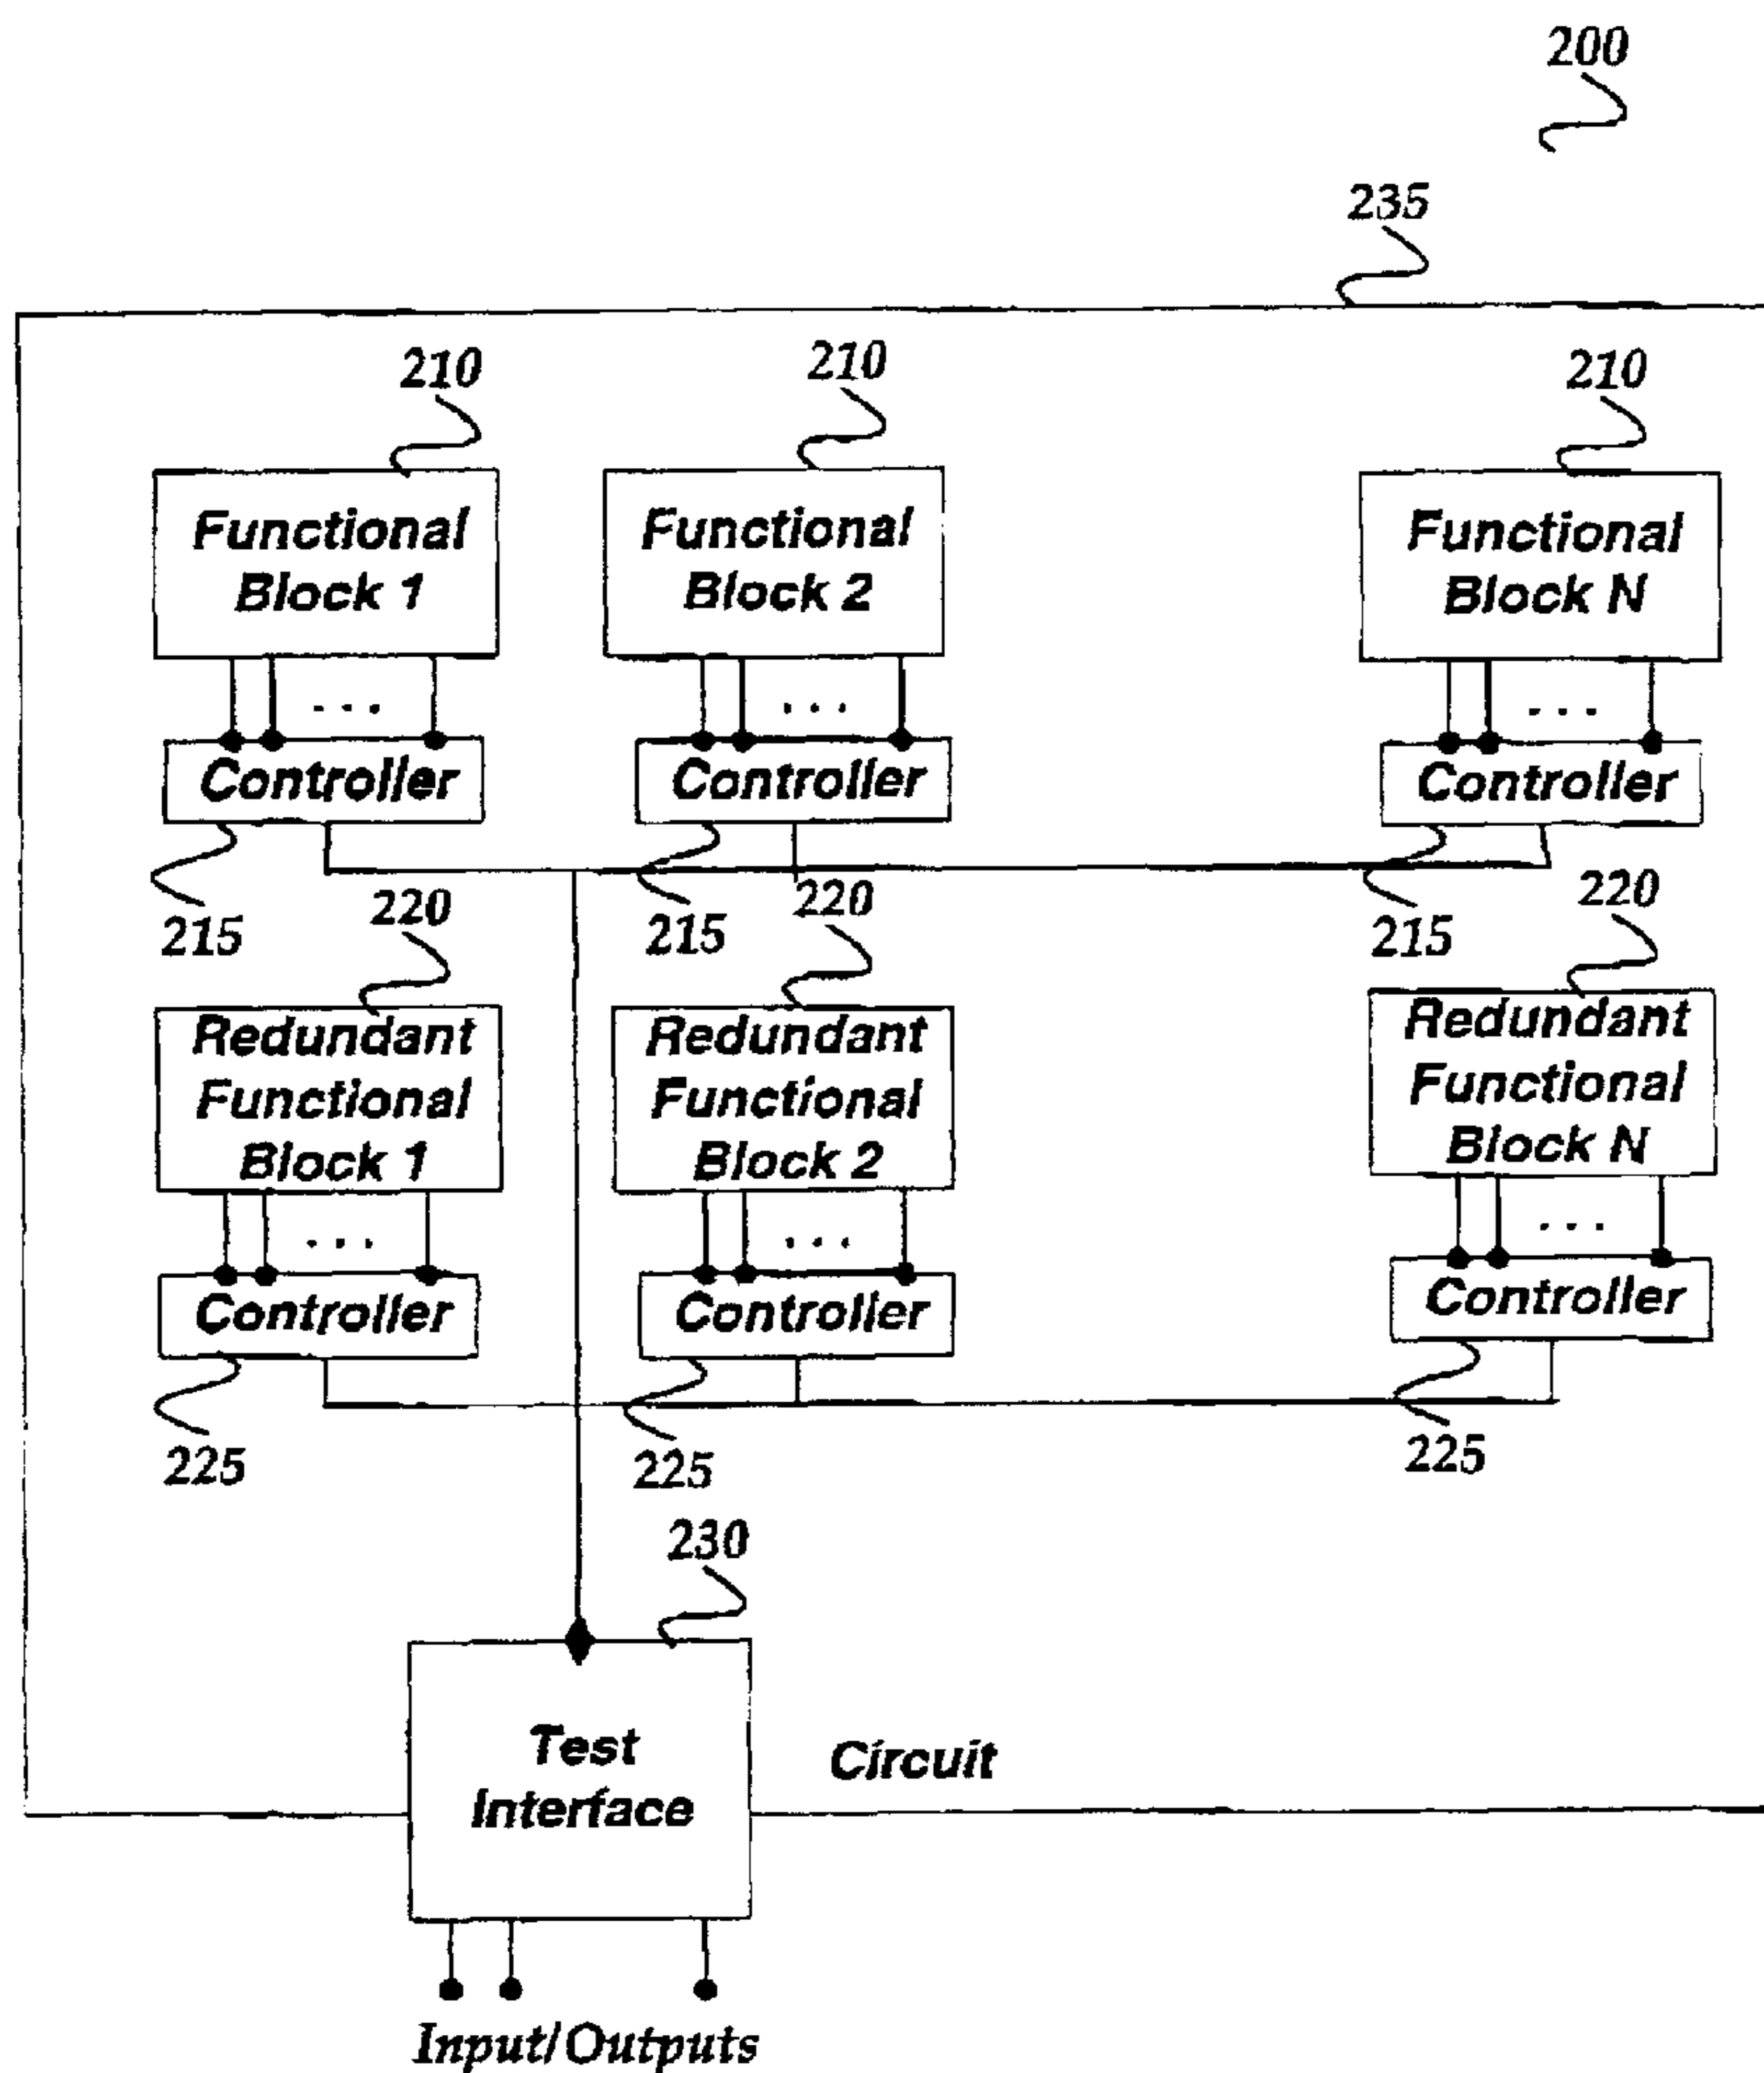 200
235
210
210
210
Functional
Block 1
Functional
Block 2
Functional
Block N
. . .
. . .
. . .
Controller
Controller
Controller
215
220
215
220
215
220
Redundant
Functional
Block 1
Redundant
Functional
Block 2
Redundant
Functional
Block N
. . .
. . .
. . .
Controller
Controller
Controller
225
225
225
230
Test
Interface
Circuit
Input/Outputs